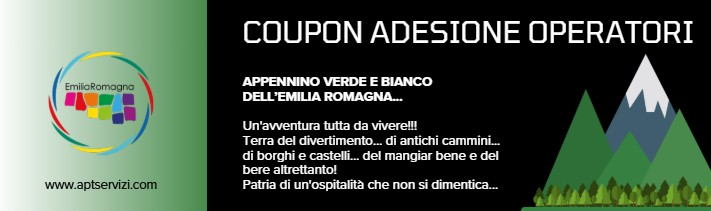 COUPON ADESIONE OPERATORI
EmiliaRomagna
www.aptservizi.com
APPENNINO VERDE E BIANCO
DELL'EMILIA ROMAGNA...
Un'avventura tutta da vivere!!!
Terra del divertimento... di antichi cammini...
di borghi e castelli... del mangiar bene e del
bere altrettanto!
Patria di un'ospitalità che non si dimentica...